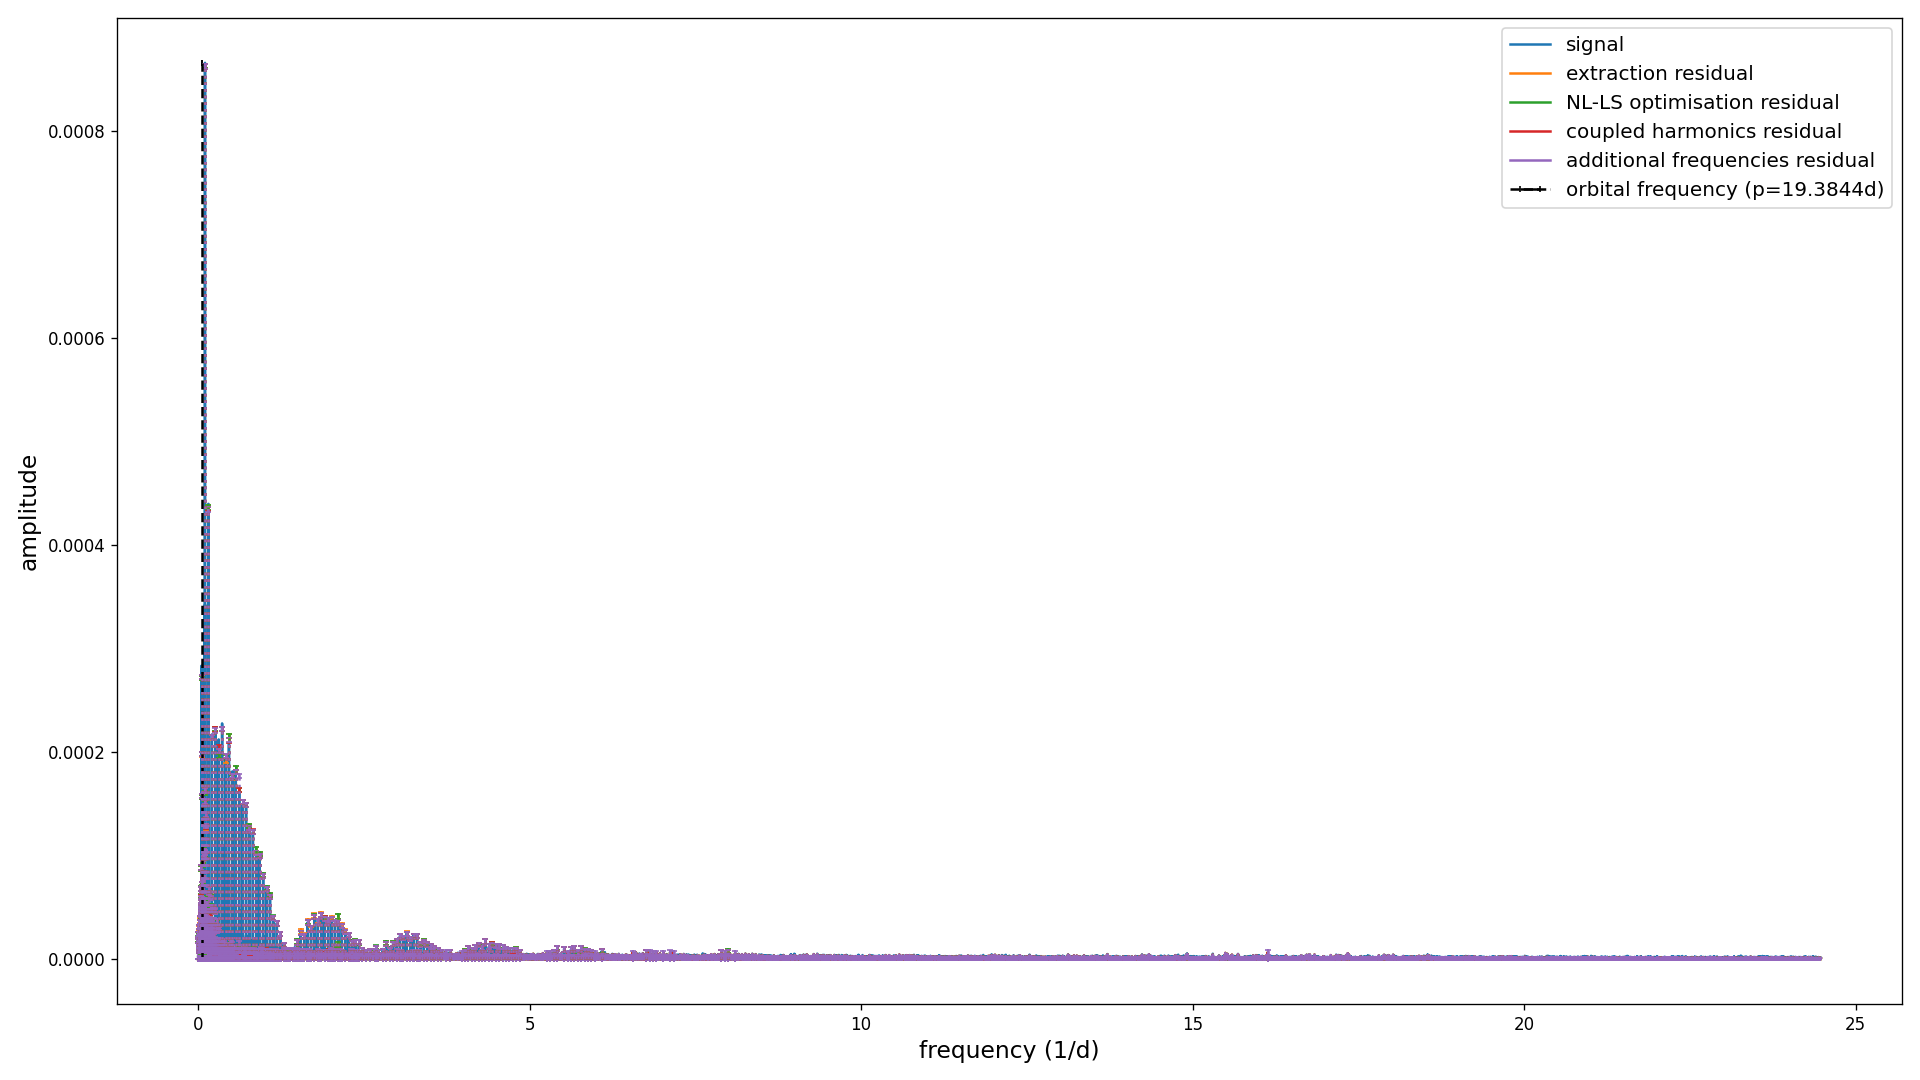 signal
extraction residual
NL-LS optimisation residual
coupled harmonics residual
additional frequencies residual
orbital frequency (p=19.3844d)
0.0008
0.0006
0.0004
0.0002
0.0000
amplitude
0 5 10 15 20 25
frequency (1/d)